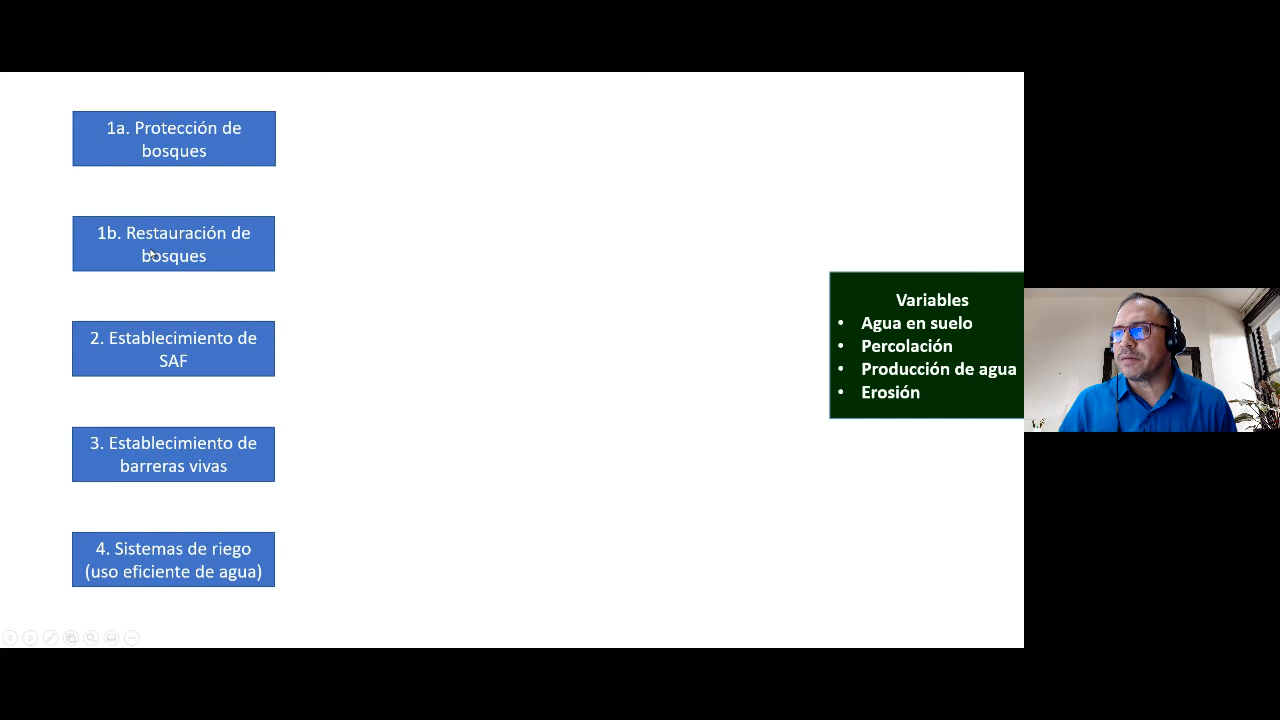 1a. Protección de
bosques
1b. Restauración de
bosques
2. Establecimiento de
SAF
3. Establecimiento de
barreras vivas
4. Sistemas de riego
(uso eficiente de agua)
Variables
• Agua en suelo
• Percolación
• Producción de agua
• Erosión